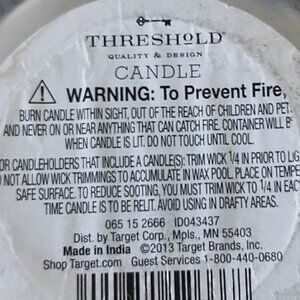 THRESHOLD
QUALITY & DESIGN
CANDLE
WARNING: To Prevent Fire,
BURN CANDLE WITHIN SIGHT, OUT OF THE REACH OF CHILDREN AND PET
AND NEVER ON OR NEAR ANYTHING THAT CAN CATCH FIRE. CONTAINER WILL B
WHEN CANDLE IS LIT. DO NOT TOUCH UNTIL COOL.
OR CANDLEHOLDERS THAT INCLUDE A CANDLE(S): TRIM WICK 1/4 IN PRIOR TO LIG
NOT ALLOW WICK TRIMMINGS TO ACCUMULATE IN WAX POOL. PLACE ON TEMPE
SAFE SURFACE. TO REDUCE SOOTING, YOU MUST TRIM WICK TO 1/4 IN EAC
TIME CANDLE IS TO BE RELIT. AVOID USING IN DRAFTY AREAS.
065 15 2666 ID043437
Dist. by Target Corp., Mpls., MN 55403
Made in India ©2013 Target Brands, Inc.
Shop Target.com Guest Services 1-800-440-0680